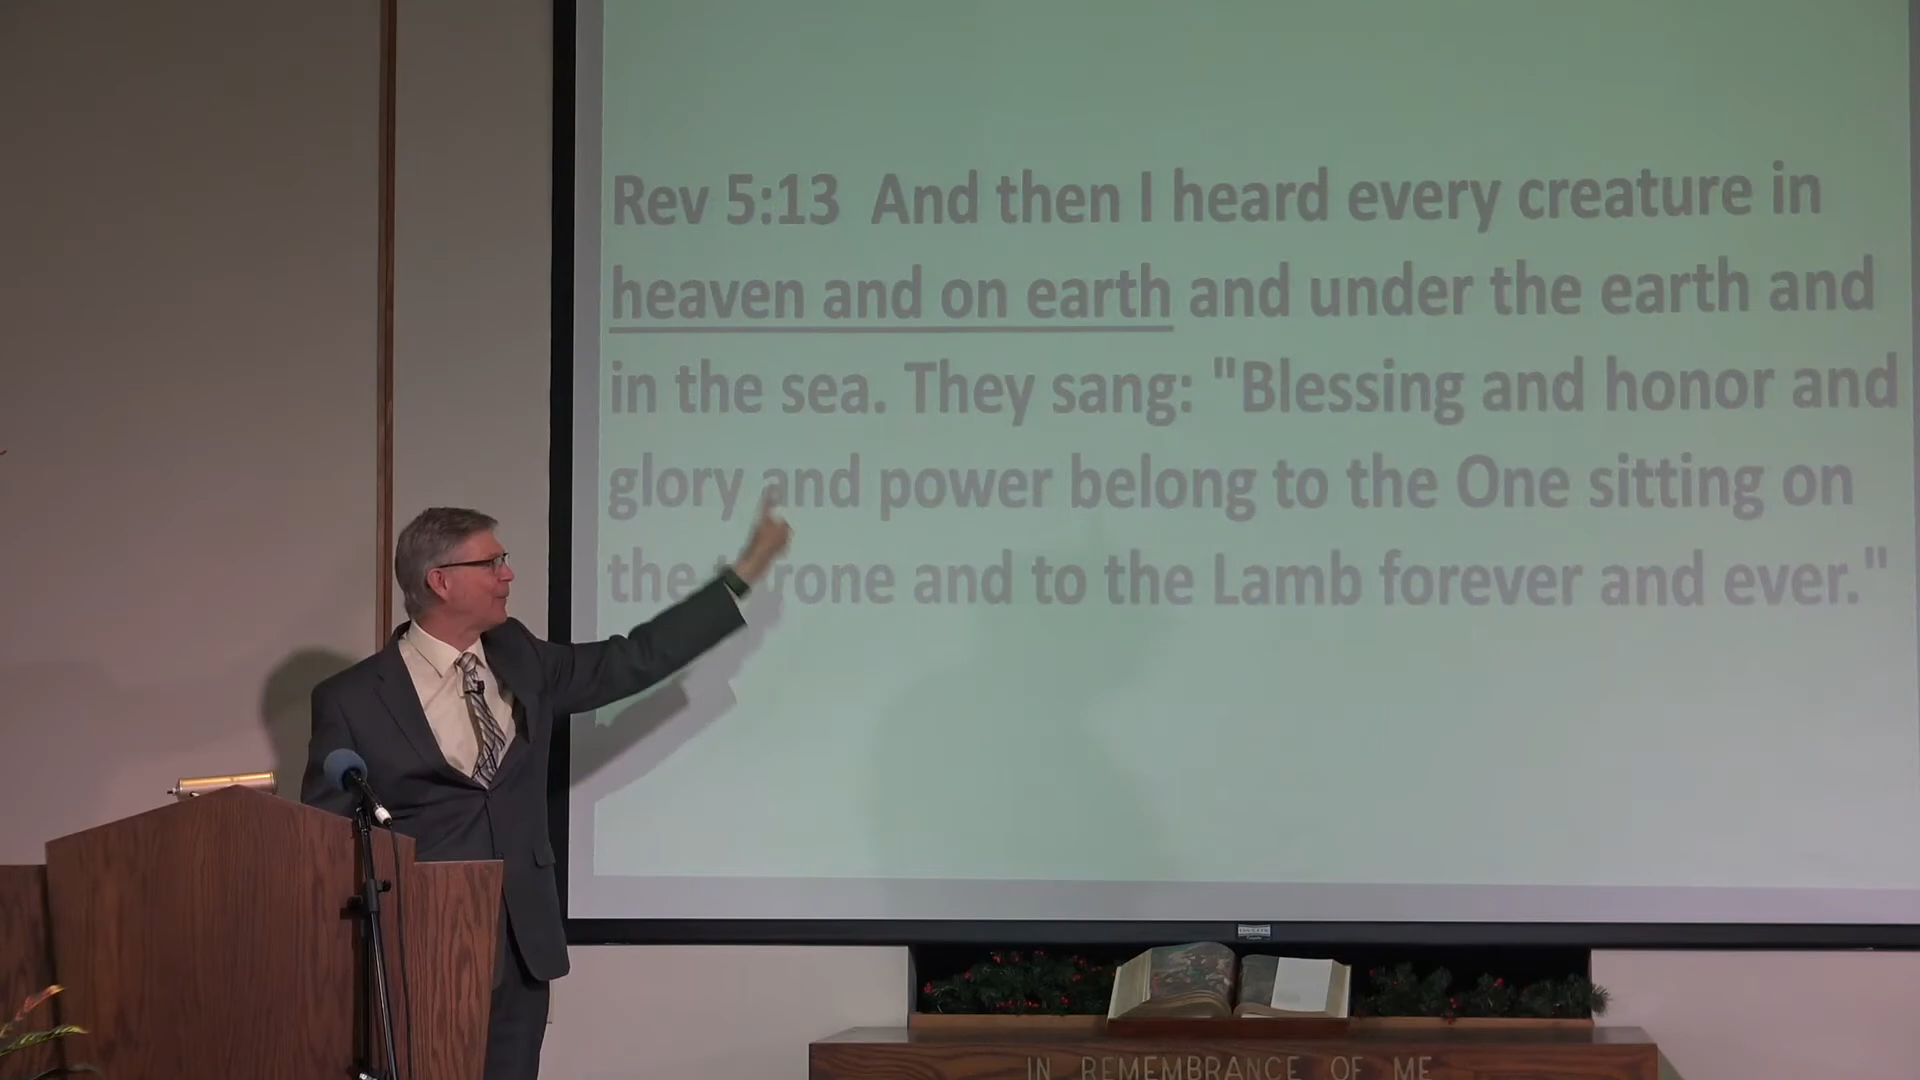 Rev 5:13  And then I heard every creature in
heaven and on earth and under the earth and
in the sea. They sang: "Blessing and honor and
glory and power belong to the One sitting on
the throne and to the Lamb forever and ever."
IN REMEMBRANCE OF ME